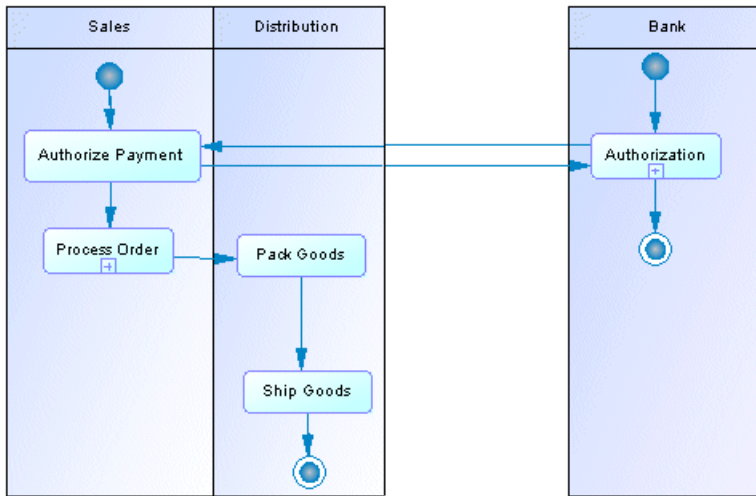 Sales
Distribution
Bank
Authorize Payment
Authorization
Process Order
Pack Goods
Ship Goods